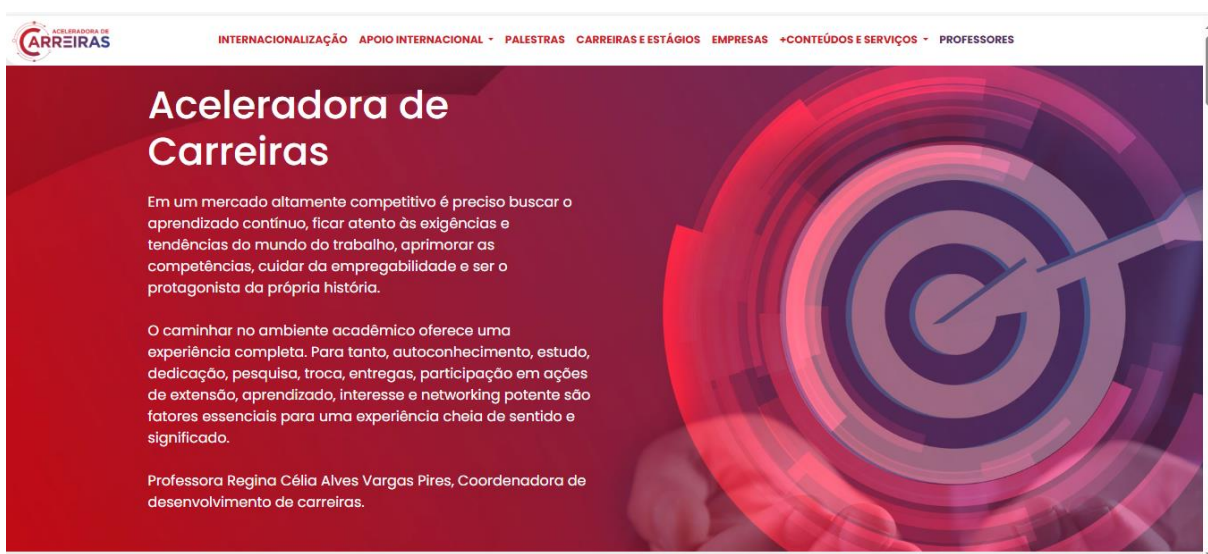 ACELERADORA DE
CARREIRAS
INTERNACIONALIZAÇÃO APOIO INTERNACIONAL PALESTRAS CARREIRAS E ESTÁGIOS EMPRESAS +CONTEÚDOS E SERVIÇOS PROFESSORES
Aceleradora de
Carreiras
Em um mercado altamente competitivo é preciso buscar o
aprendizado contínuo, ficar atento às exigências e
tendências do mundo do trabalho, aprimorar as
competências, cuidar da empregabilidade e ser o
protagonista da própria história.
O caminhar no ambiente acadêmico oferece uma
experiência completa. Para tanto, autoconhecimento, estudo,
dedicação, pesquisa, troca, entregas, participação em ações
de extensão, aprendizado, interesse e networking potente são
fatores essenciais para uma experiência cheia de sentido e
significado.
Professora Regina Célia Alves Vargas Pires, Coordenadora de
desenvolvimento de carreiras.